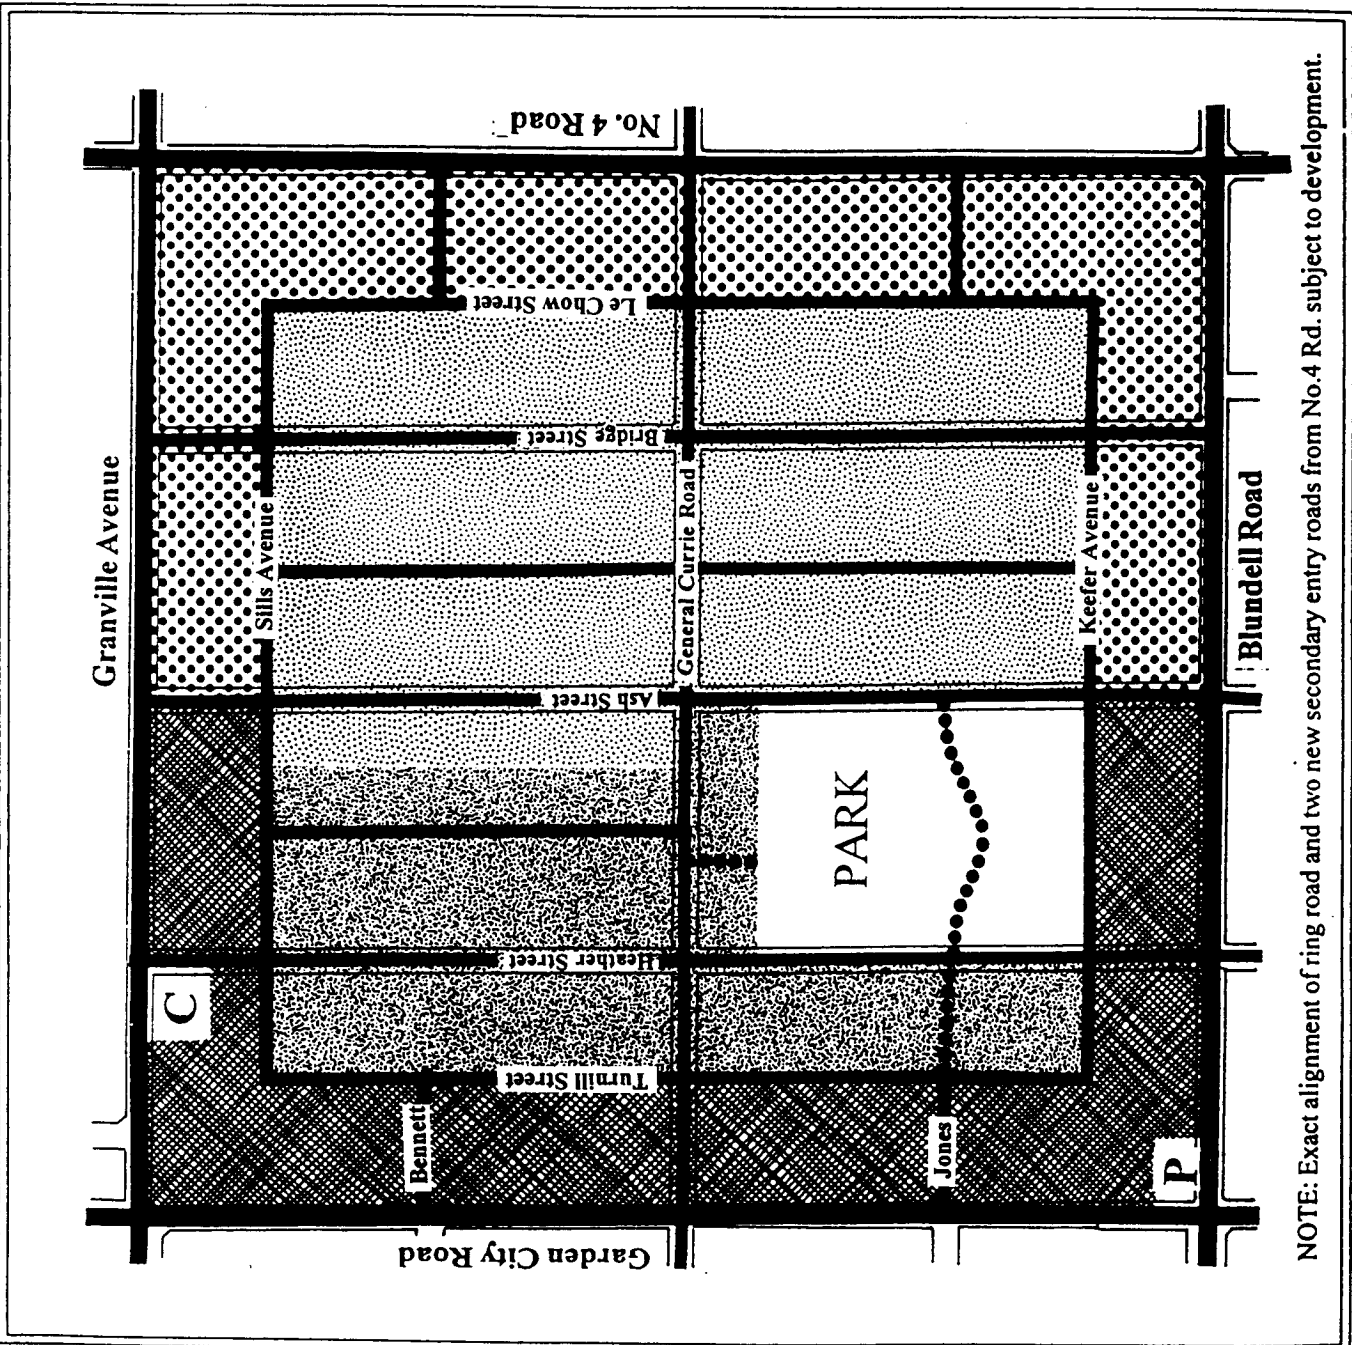 Granville Avenue
C
Sills Avenue
Bennett
Turnill Street
Heather Street
Ash Street
Bridge Street
Le Chow Street
No. 4 Road
Garden City Road
General Currie Road
PARK
Jones
Keefer Avenue
P
Blundell Road
NOTE: Exact alignment of ring road and two new secondary entry roads from No.4 Rd. subject to development.